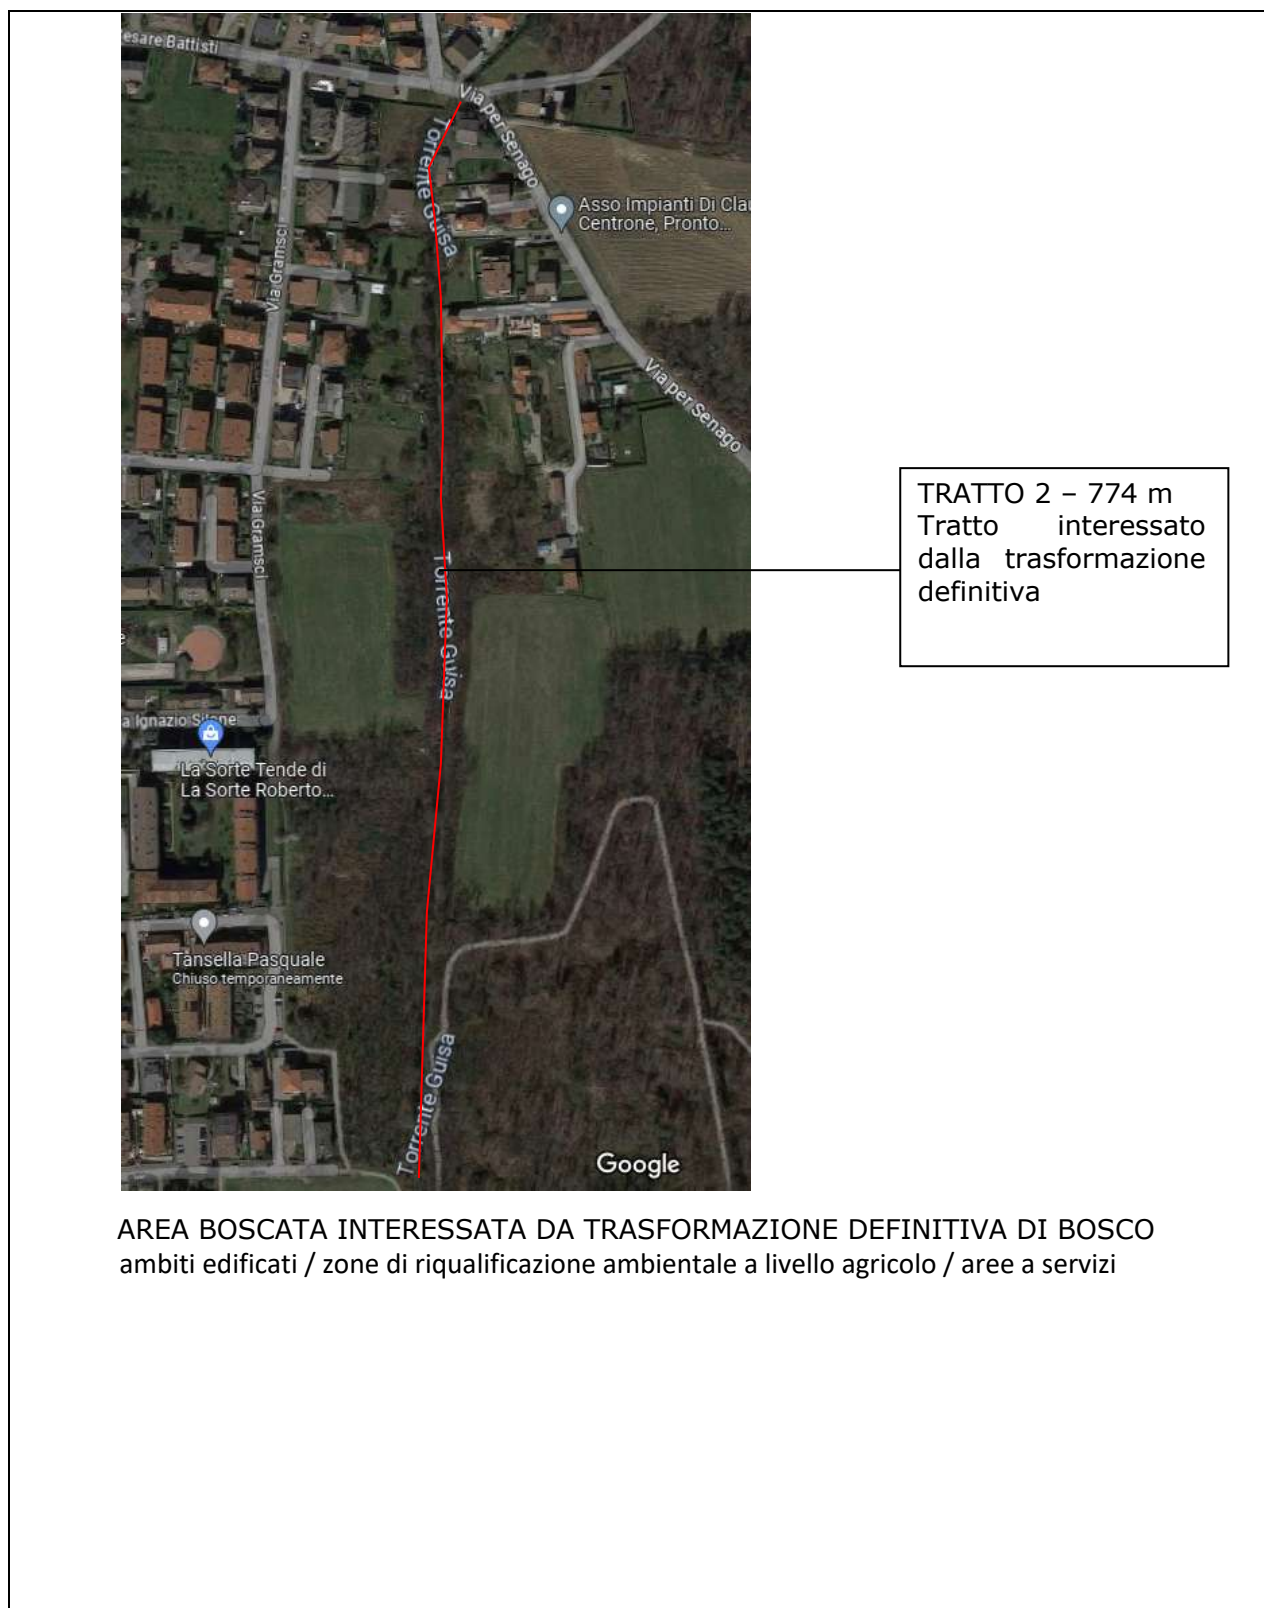 esare Battisti
Via per Senago
Torrente Guisa
Asso Impianti Di Cla
Centrone, Pronto...
Via Gramsci
Via per Senago
TRATTO 2 – 774 m
Tratto interessato
dalla trasformazione
definitiva
Via Gramsci
Torrente Guisa
e
a Ignazio Silone
La Sorte Tende di
La Sorte Roberto...
Tansella Pasquale
Chiuso temporaneamente
Torrente Guisa
Google
AREA BOSCATA INTERESSATA DA TRASFORMAZIONE DEFINITIVA DI BOSCO
ambiti edificati / zone di riqualificazione ambientale a livello agricolo / aree a servizi